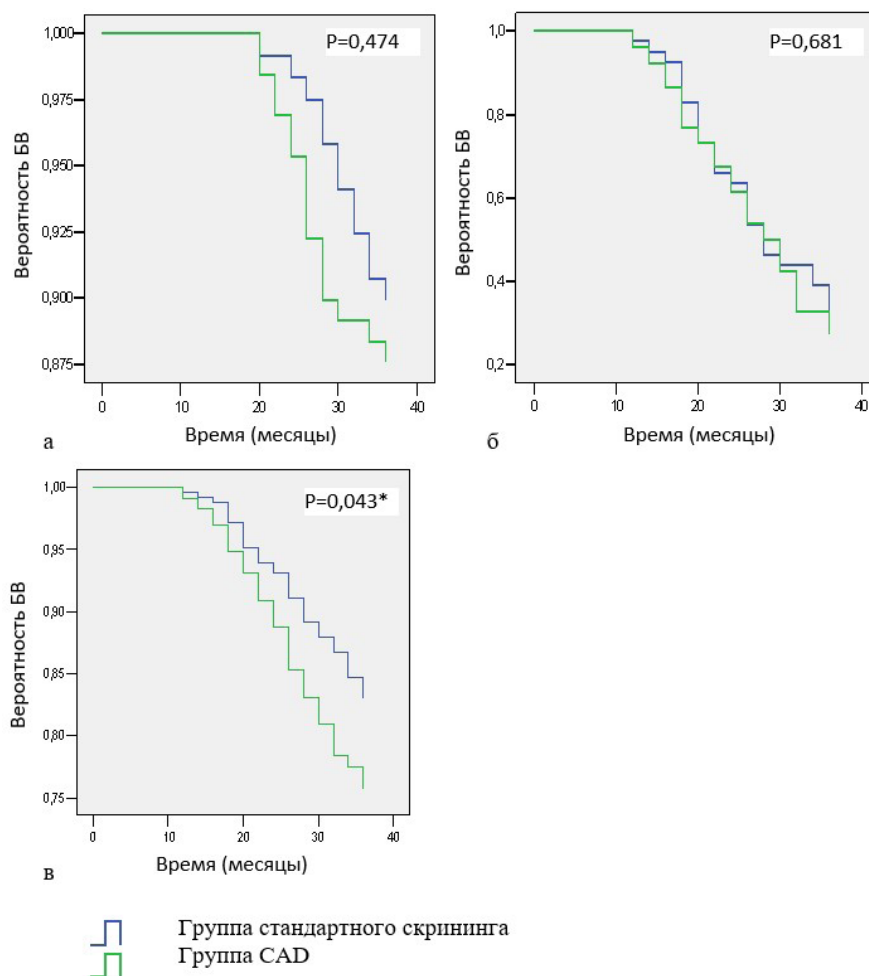 P=0,474
Вероятность БВ
1,000
0,975
0,950
0,925
0,900
0,875
0 10 20 30 40
Время (месяцы)
а
P=0,681
Вероятность БВ
1,0
0,8
0,6
0,4
0,2
0 10 20 30 40
Время (месяцы)
б
P=0,043*
Вероятность БВ
1,00
0,95
0,90
0,85
0,80
0,75
0 10 20 30 40
Время (месяцы)
в
Группа стандартного скрининга
Группа CAD